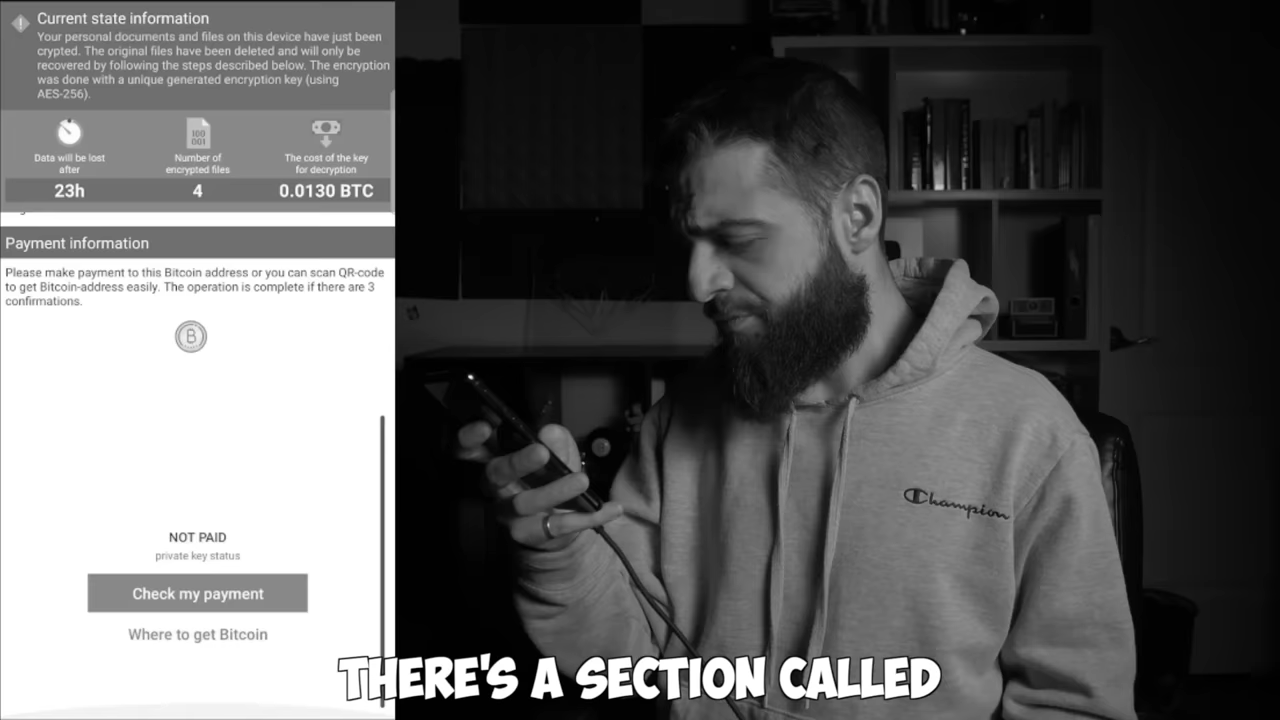 Current state information
Your personal documents and files on this device have just been
crypted. The original files have been deleted and will only be
recovered by following the steps described below. The encryption
was done with a unique generated encryption key (using
AES-256).
100
001
Data will be lost
after
23h
Number of
encrypted files
4
The cost of the key
for decryption
0.0130 BTC
Payment information
Please make payment to this Bitcoin address or you can scan QR-code
to get Bitcoin-address easily. The operation is complete if there are 3
confirmations.
B
NOT PAID
private key status
Check my payment
Where to get Bitcoin
Champion
THERE'S A SECTION CALLED